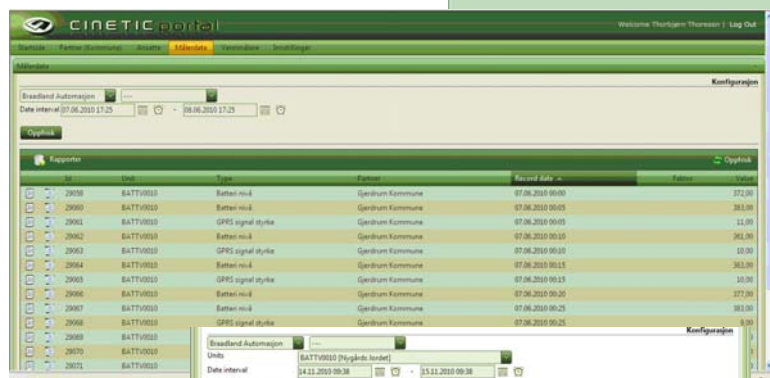 CINETIC portal
Welcome Thorbjørn Thoresen | Log Out
Startside Partner (Kommune) Ansatte Målerdata Vannmålere Innstillinger
Målerdata
Konfigurasjon
Braadland Automasjon ---
Date interval 07.06.2010 17:25 - 08.06.2010 17:25
Oppfrisk
Rapporter Oppfrisk
Id Unit Type Partner Record date Faktor Value
29059 BATTV0010 Batteri nivå Gjerdrum Kommune 07.06.2010 00:00 372,00
29060 BATTV0010 Batteri nivå Gjerdrum Kommune 07.06.2010 00:05 383,00
29061 BATTV0010 GPRS signal styrke Gjerdrum Kommune 07.06.2010 00:05 11,00
29062 BATTV0010 Batteri nivå Gjerdrum Kommune 07.06.2010 00:10 361,00
29063 BATTV0010 GPRS signal styrke Gjerdrum Kommune 07.06.2010 00:10 10,00
29064 BATTV0010 Batteri nivå Gjerdrum Kommune 07.06.2010 00:15 363,00
29065 BATTV0010 GPRS signal styrke Gjerdrum Kommune 07.06.2010 00:15 10,00
29066 BATTV0010 Batteri nivå Gjerdrum Kommune 07.06.2010 00:20 377,00
29067 BATTV0010 Batteri nivå Gjerdrum Kommune 07.06.2010 00:25 383,00
29068 BATTV0010 GPRS signal styrke Gjerdrum Kommune 07.06.2010 00:25
29069 BATTV0010
29070 BATTV0010
29071 BATTV0010
Konfigurasjon
Braadland Automasjon ---
Units BATTV0010 [Nygårds Jordet]
Date interval 14.11.2010 09:38 - 15.11.2010 09:38